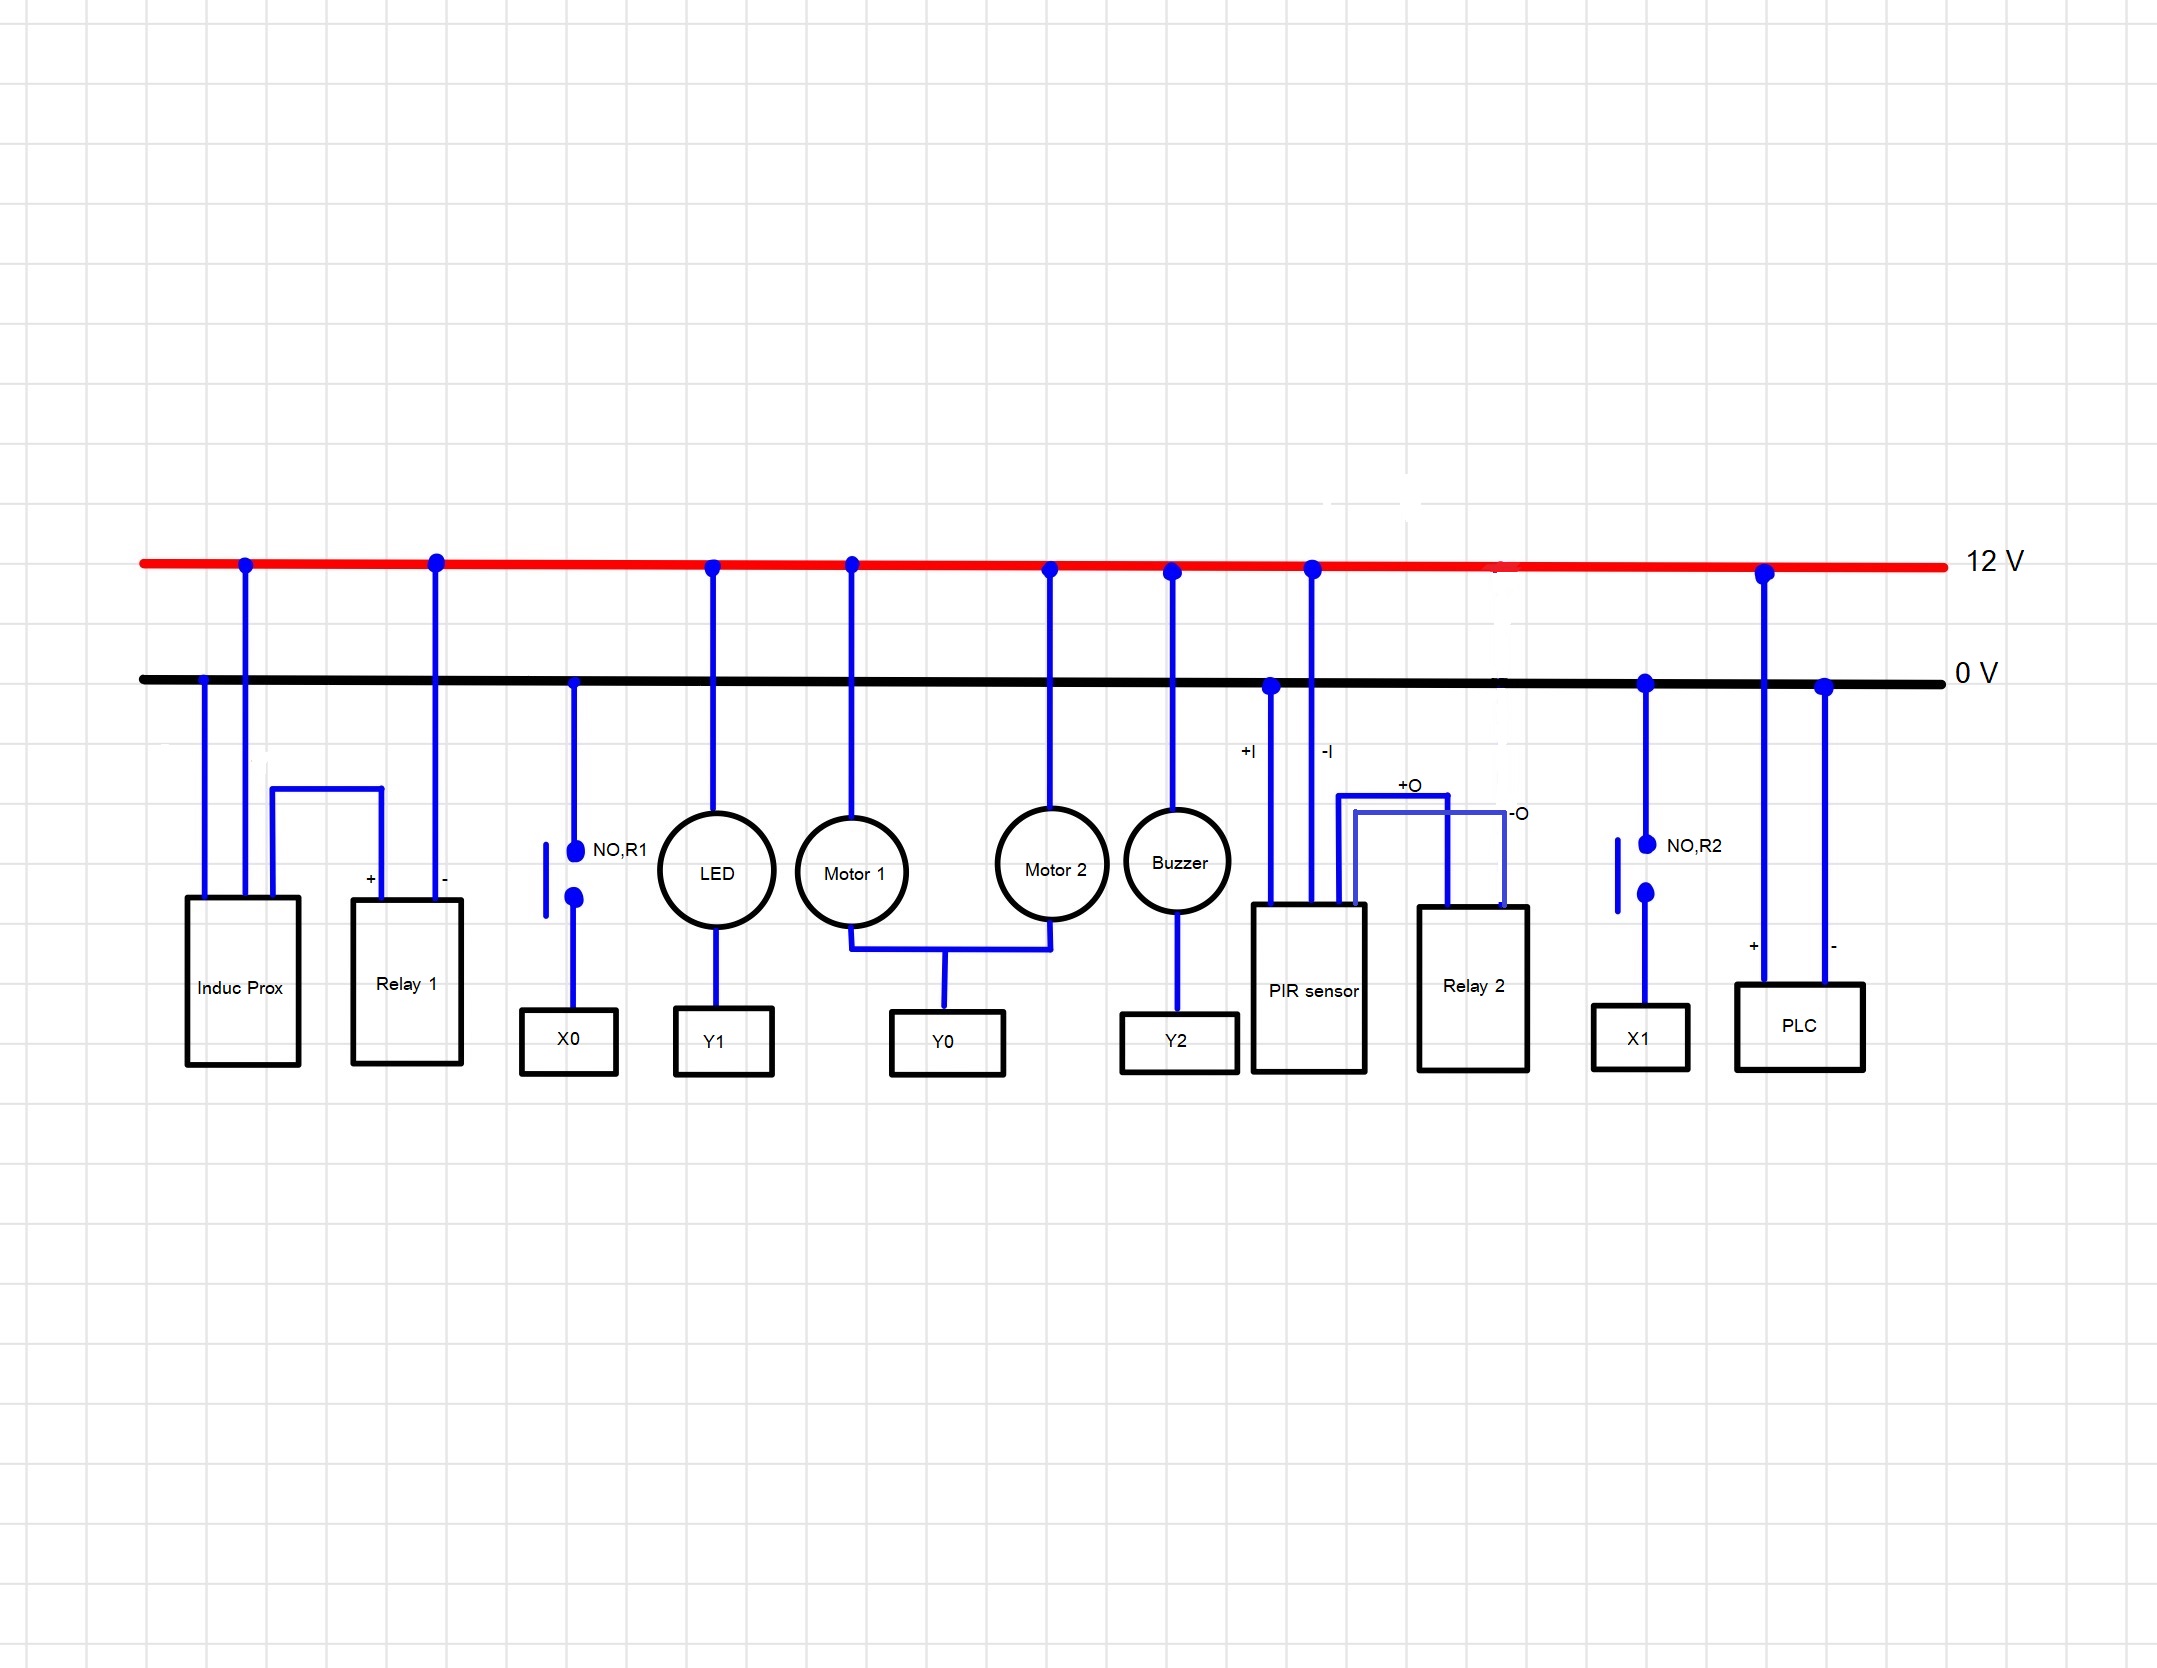 12 V
0 V
+I
-I
+O
-O
NO,R1
NO,R2
+
-
LED
Motor 1
Motor 2
Buzzer
+
-
Induc Prox
Relay 1
PIR sensor
Relay 2
X0
Y1
Y0
Y2
X1
PLC